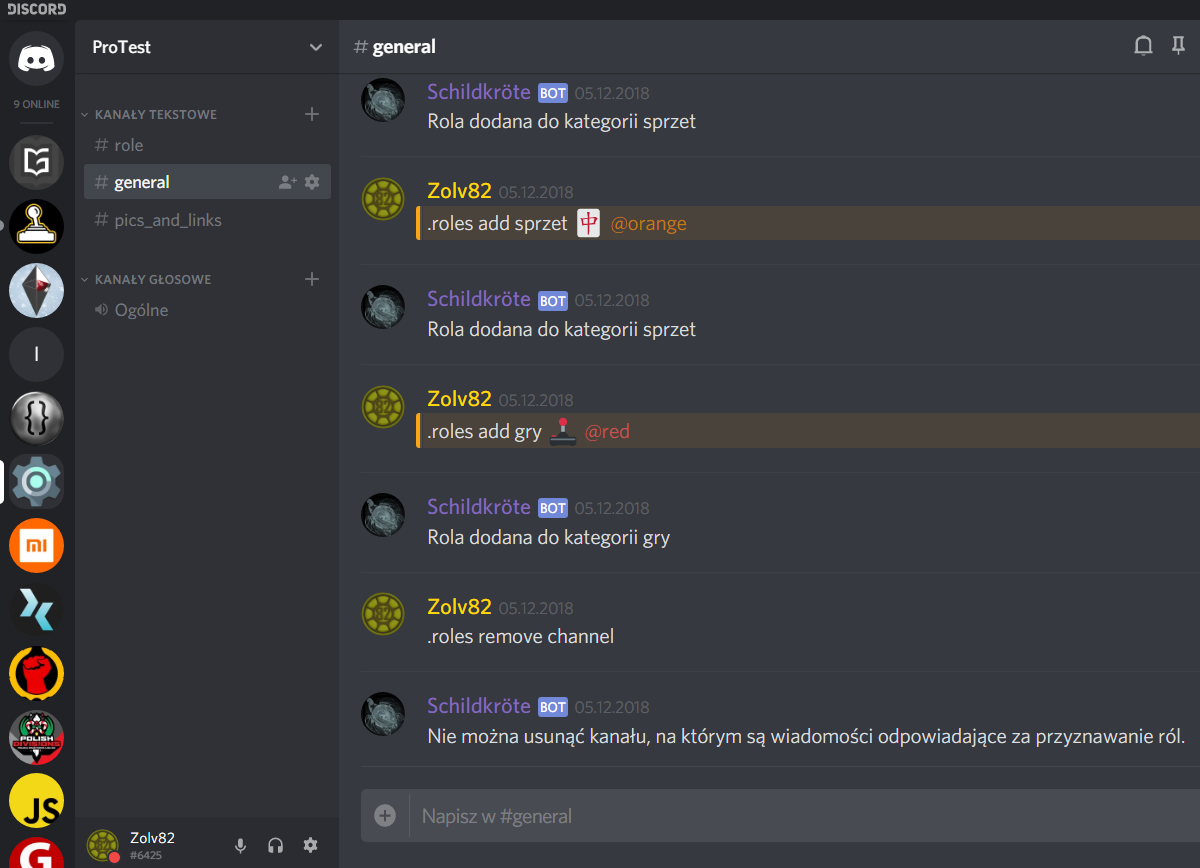 DISCORD
9 ONLINE
I
{}
MI
POLISH
DIVISIONS
JS
G
ProTest
KANAŁY TEKSTOWE
# role
# general
# pics_and_links
KANAŁY GŁOSOWE
Ogólne
Zolv82
#6425
# general
Schildkröte BOT 05.12.2018
Rola dodana do kategorii sprzet
Zolv82 05.12.2018
.roles add sprzet 🀄 @orange
Schildkröte BOT 05.12.2018
Rola dodana do kategorii sprzet
Zolv82 05.12.2018
.roles add gry 🕹 @red
Schildkröte BOT 05.12.2018
Rola dodana do kategorii gry
Zolv82 05.12.2018
.roles remove channel
Schildkröte BOT 05.12.2018
Nie można usunąć kanału, na którym są wiadomości odpowiadające za przyznawanie ról.
Napisz w #general